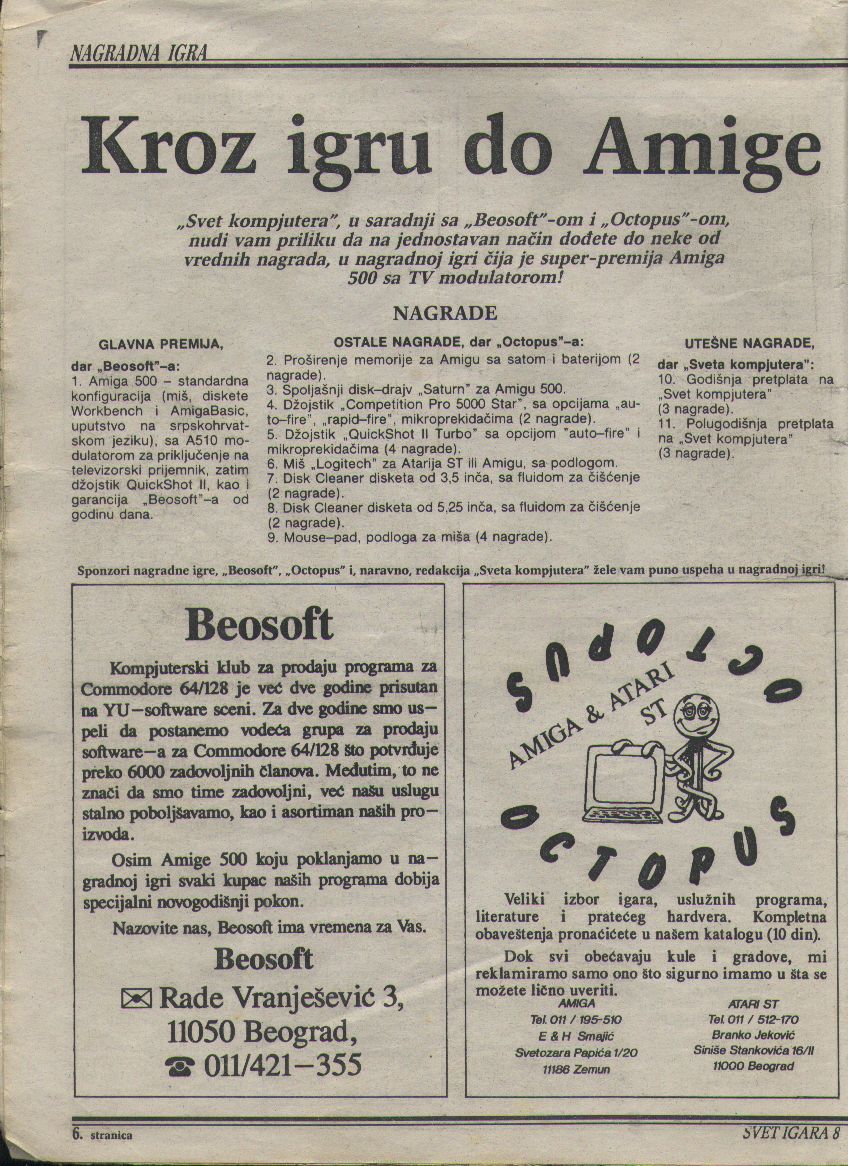 NAGRADNA IGRA
Kroz igru do Amige
„Svet kompjutera", u saradnji sa „Beosoft"-om i „Octopus"-om,
nudi vam priliku da na jednostavan način dođete do neke od
vrednih nagrada, u nagradnoj igri čija je super-premija Amiga
500 sa TV modulatorom!
NAGRADE
GLAVNA PREMIJA,
dar „Beosoft"-a:
1. Amiga 500 – standardna
konfiguracija (miš, diskete
Workbench i AmigaBasic,
uputstvo na srpskohrvat-
skom jeziku), sa A510 mo-
dulatorom za priključenje na
televizorski prijemnik, zatim
džojstik QuickShot II, kao i
garancija „Beosoft"-a od
godinu dana.
OSTALE NAGRADE, dar „Octopus"-a:
2. Proširenje memorije za Amigu sa satom i baterijom (2
nagrade).
3. Spoljašnji disk–drajv „Saturn" za Amigu 500.
4. Džojstik „Competition Pro 5000 Star", sa opcijama „au-
to–fire", „rapid–fire", mikroprekidačima (2 nagrade).
5. Džojstik „QuickShot II Turbo" sa opcijom "auto–fire" i
mikroprekidačima (4 nagrade).
6. Miš „Logitech" za Atarija ST ili Amigu, sa podlogom.
7. Disk Cleaner disketa od 3,5 inča, sa fluidom za čišćenje
(2 nagrade).
8. Disk Cleaner disketa od 5,25 inča, sa fluidom za čišćenje
(2 nagrade).
9. Mouse–pad, podloga za miša (4 nagrade).
UTEŠNE NAGRADE,
dar „Sveta kompjutera":
10. Godišnja pretplata na
„Svet kompjutera"
(3 nagrade).
11. Polugodišnja pretplata
na „Svet kompjutera"
(3 nagrade).
Sponzori nagradne igre, „Beosoft", „Octopus" i, naravno, redakcija „Sveta kompjutera" žele vam puno uspeha u nagradnoj igri!
Beosoft
Kompjuterski klub za prodaju programa za
Commodore 64/128 je već dve godine prisutan
na YU–software sceni. Za dve godine smo us-
peli da postanemo vodeća grupa za prodaju
software–a za Commodore 64/128 što potvrđuje
preko 6000 zadovoljnih članova. Međutim, to ne
znači da smo time zadovoljni, već našu uslugu
stalno poboljšavamo, kao i asortiman naših pro–
izvoda.
Osim Amige 500 koju poklanjamo u na–
gradnoj igri svaki kupac naših programa dobija
specijalni novogodišnji pokon.
Nazovite nas, Beosoft ima vremena za Vas.
Beosoft
Rade Vranješević 3,
11050 Beograd,
011/421–355
OCTOPUS
AMIGA & ATARI
ST
OCTOPUS
Veliki izbor igara, uslužnih programa,
literature i pratećeg hardvera. Kompletna
obaveštenja pronaćićete u našem katalogu (10 din).
Dok svi obećavaju kule i gradove, mi
reklamiramo samo ono što sigurno imamo u šta se
možete lično uveriti.
AMIGA
Tel. 011 / 195-510
E & H Smajić
Svetozara Papića 1/20
11186 Zemun
ATARI ST
Tel. 011 / 512-170
Branko Jeković
Siniše Stankovića 16/II
11000 Beograd
6. stranica
SVET IGARA 8